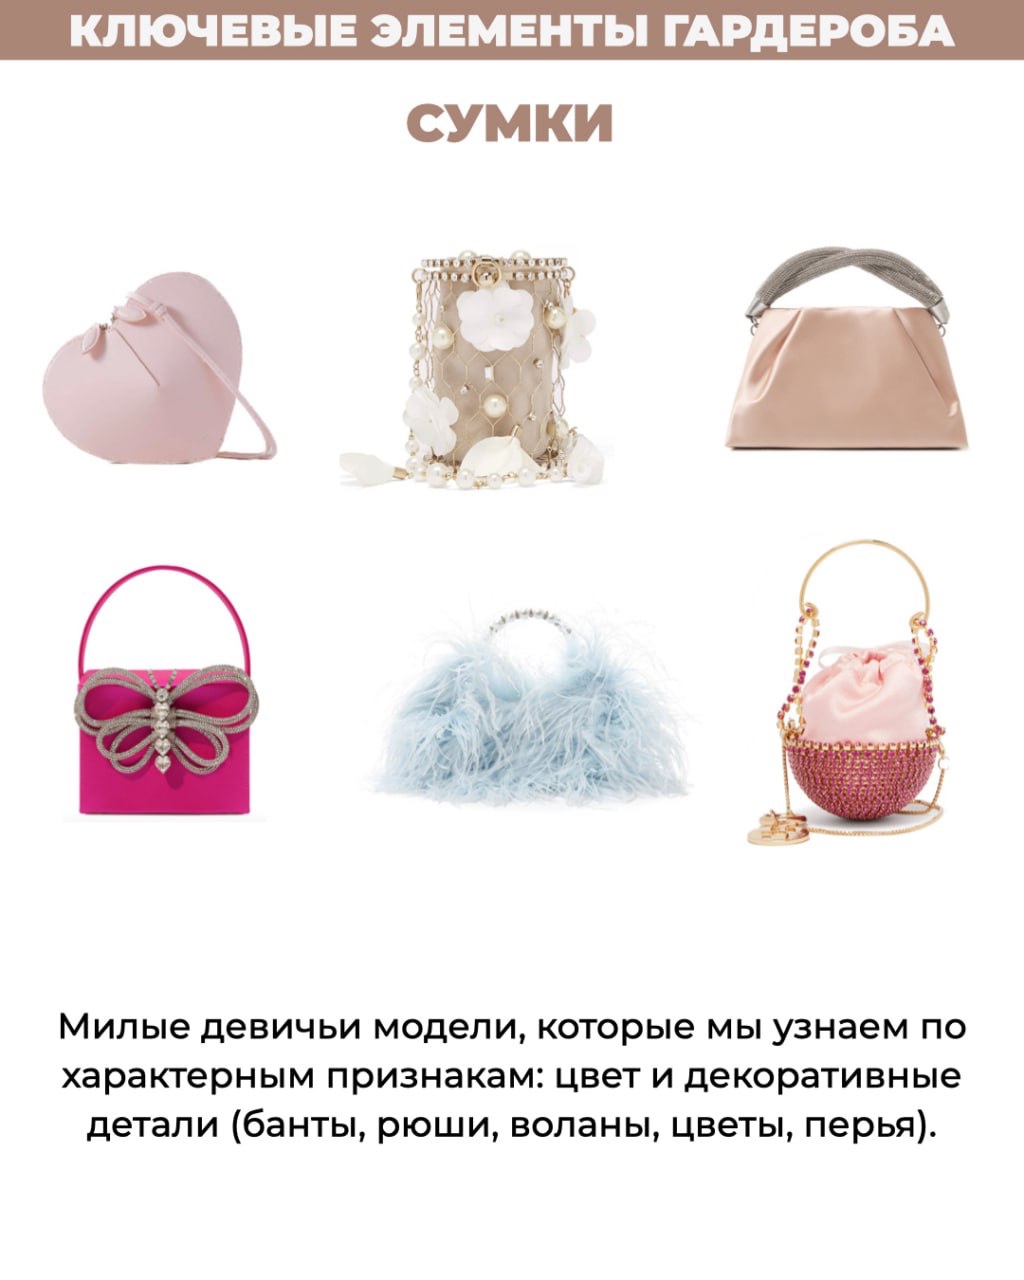 КЛЮЧЕВЫЕ ЭЛЕМЕНТЫ ГАРДЕРОБА
СУМКИ
Милые девичьи модели, которые мы узнаем по
характерным признакам: цвет и декоративные
детали (банты, рюши, воланы, цветы, перья).